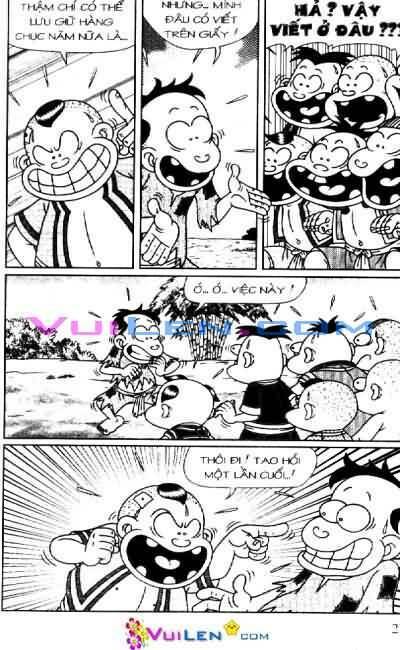 THẬM CHÍ CÓ THỂ
LƯU GIỮ HÀNG
CHỤC NĂM NỮA LÀ...
NHƯNG... MÌNH
ĐÂU CÓ VIẾT
TRÊN GIẤY!
HẢ? VẬY
VIẾT Ở ĐÂU???
Ơ... Ơ... VIỆC NÀY!
VUILEN.COM
THÔI ĐI! TAO HỎI
MỘT LẦN CUỐI...!
VUILEN.COM